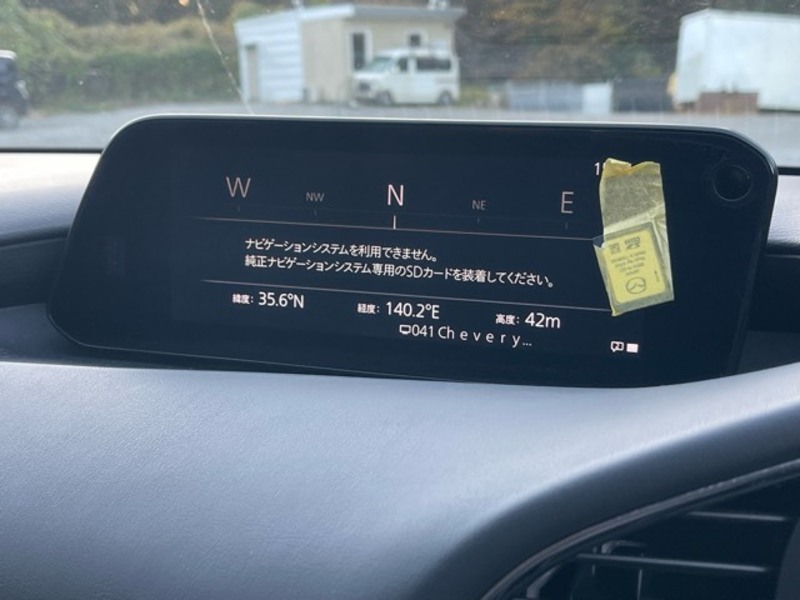 W NW N NE E
ナビゲーションシステムを利用できません。
純正ナビゲーションシステム専用のSDカードを装着してください。
緯度: 35.6°N 経度: 140.2°E 高度: 42m
041 Chevery...